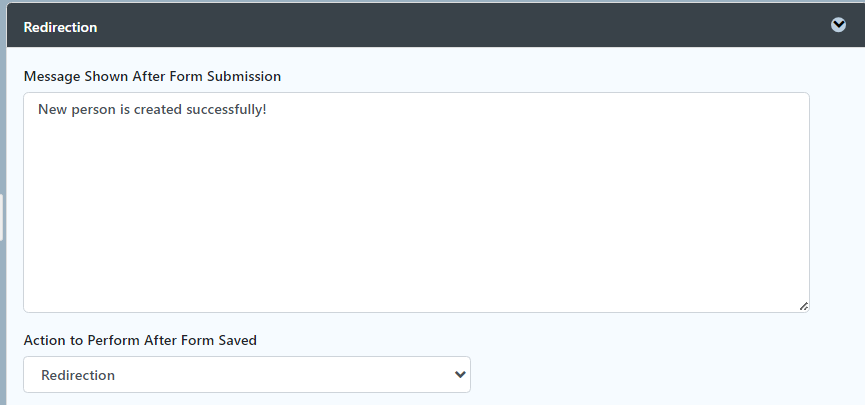 Redirection
Message Shown After Form Submission
New person is created successfully!
Action to Perform After Form Saved
Redirection